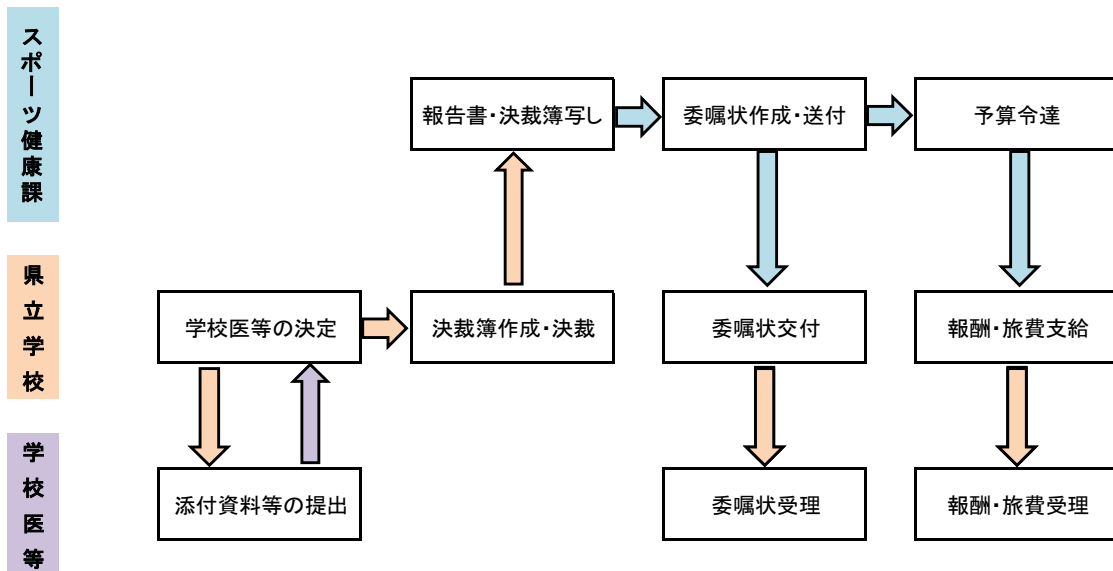 スポーツ健康課
報告書・決裁簿写し
委嘱状作成・送付
予算令達
県立学校
学校医等の決定
決裁簿作成・決裁
委嘱状交付
報酬・旅費支給
学校医等
添付資料等の提出
委嘱状受理
報酬・旅費受理